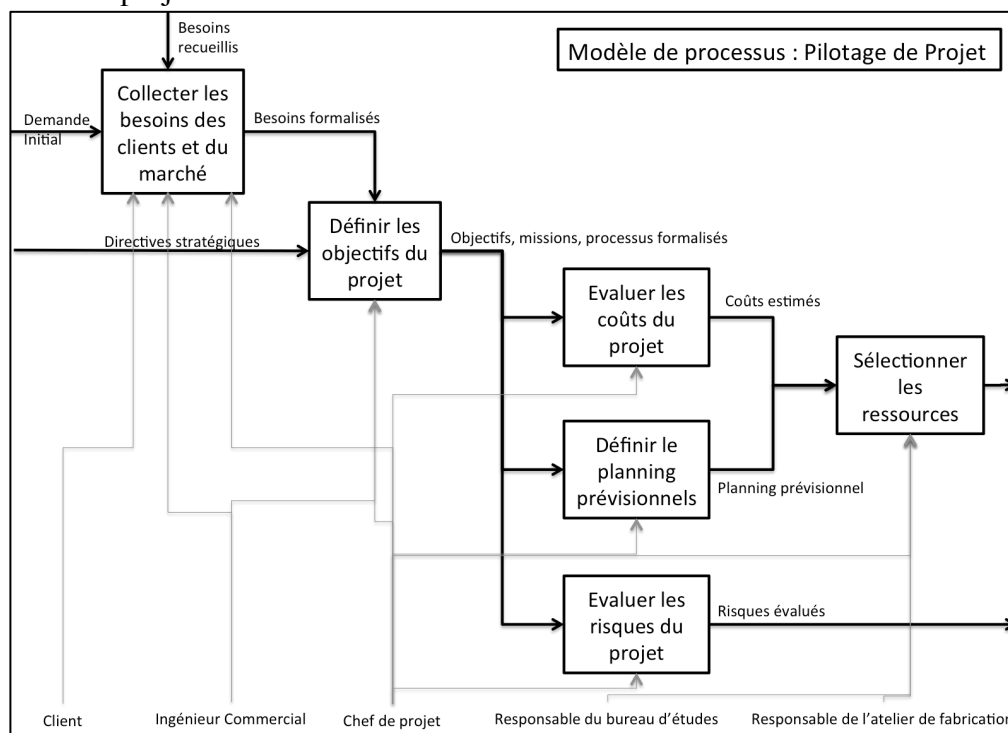 Besoins
recueillis
Modèle de processus : Pilotage de Projet
Collecter les
besoins des
clients et du
marché
Demande
Initial
Besoins formalisés
Directives stratégiques
Définir les
objectifs du
projet
Objectifs, missions, processus formalisés
Evaluer les
coûts du
projet
Coûts estimés
Sélectionner
les
ressources
Définir le
planning
prévisionnels
Planning prévisionnel
Evaluer les
risques du
projet
Risques évalués
Client
Ingénieur Commercial
Chef de projet
Responsable du bureau d'études
Responsable de l'atelier de fabrication